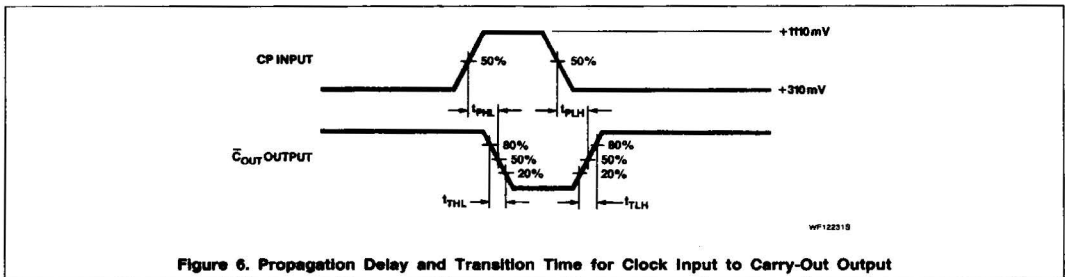 +1110mV
CP INPUT
50%
50%
+310mV
tPHL
tPLH
C̅OUT OUTPUT
80%
50%
20%
80%
50%
20%
tTHL
tTLH
WF12231S
Figure 6. Propagation Delay and Transition Time for Clock Input to Carry-Out Output